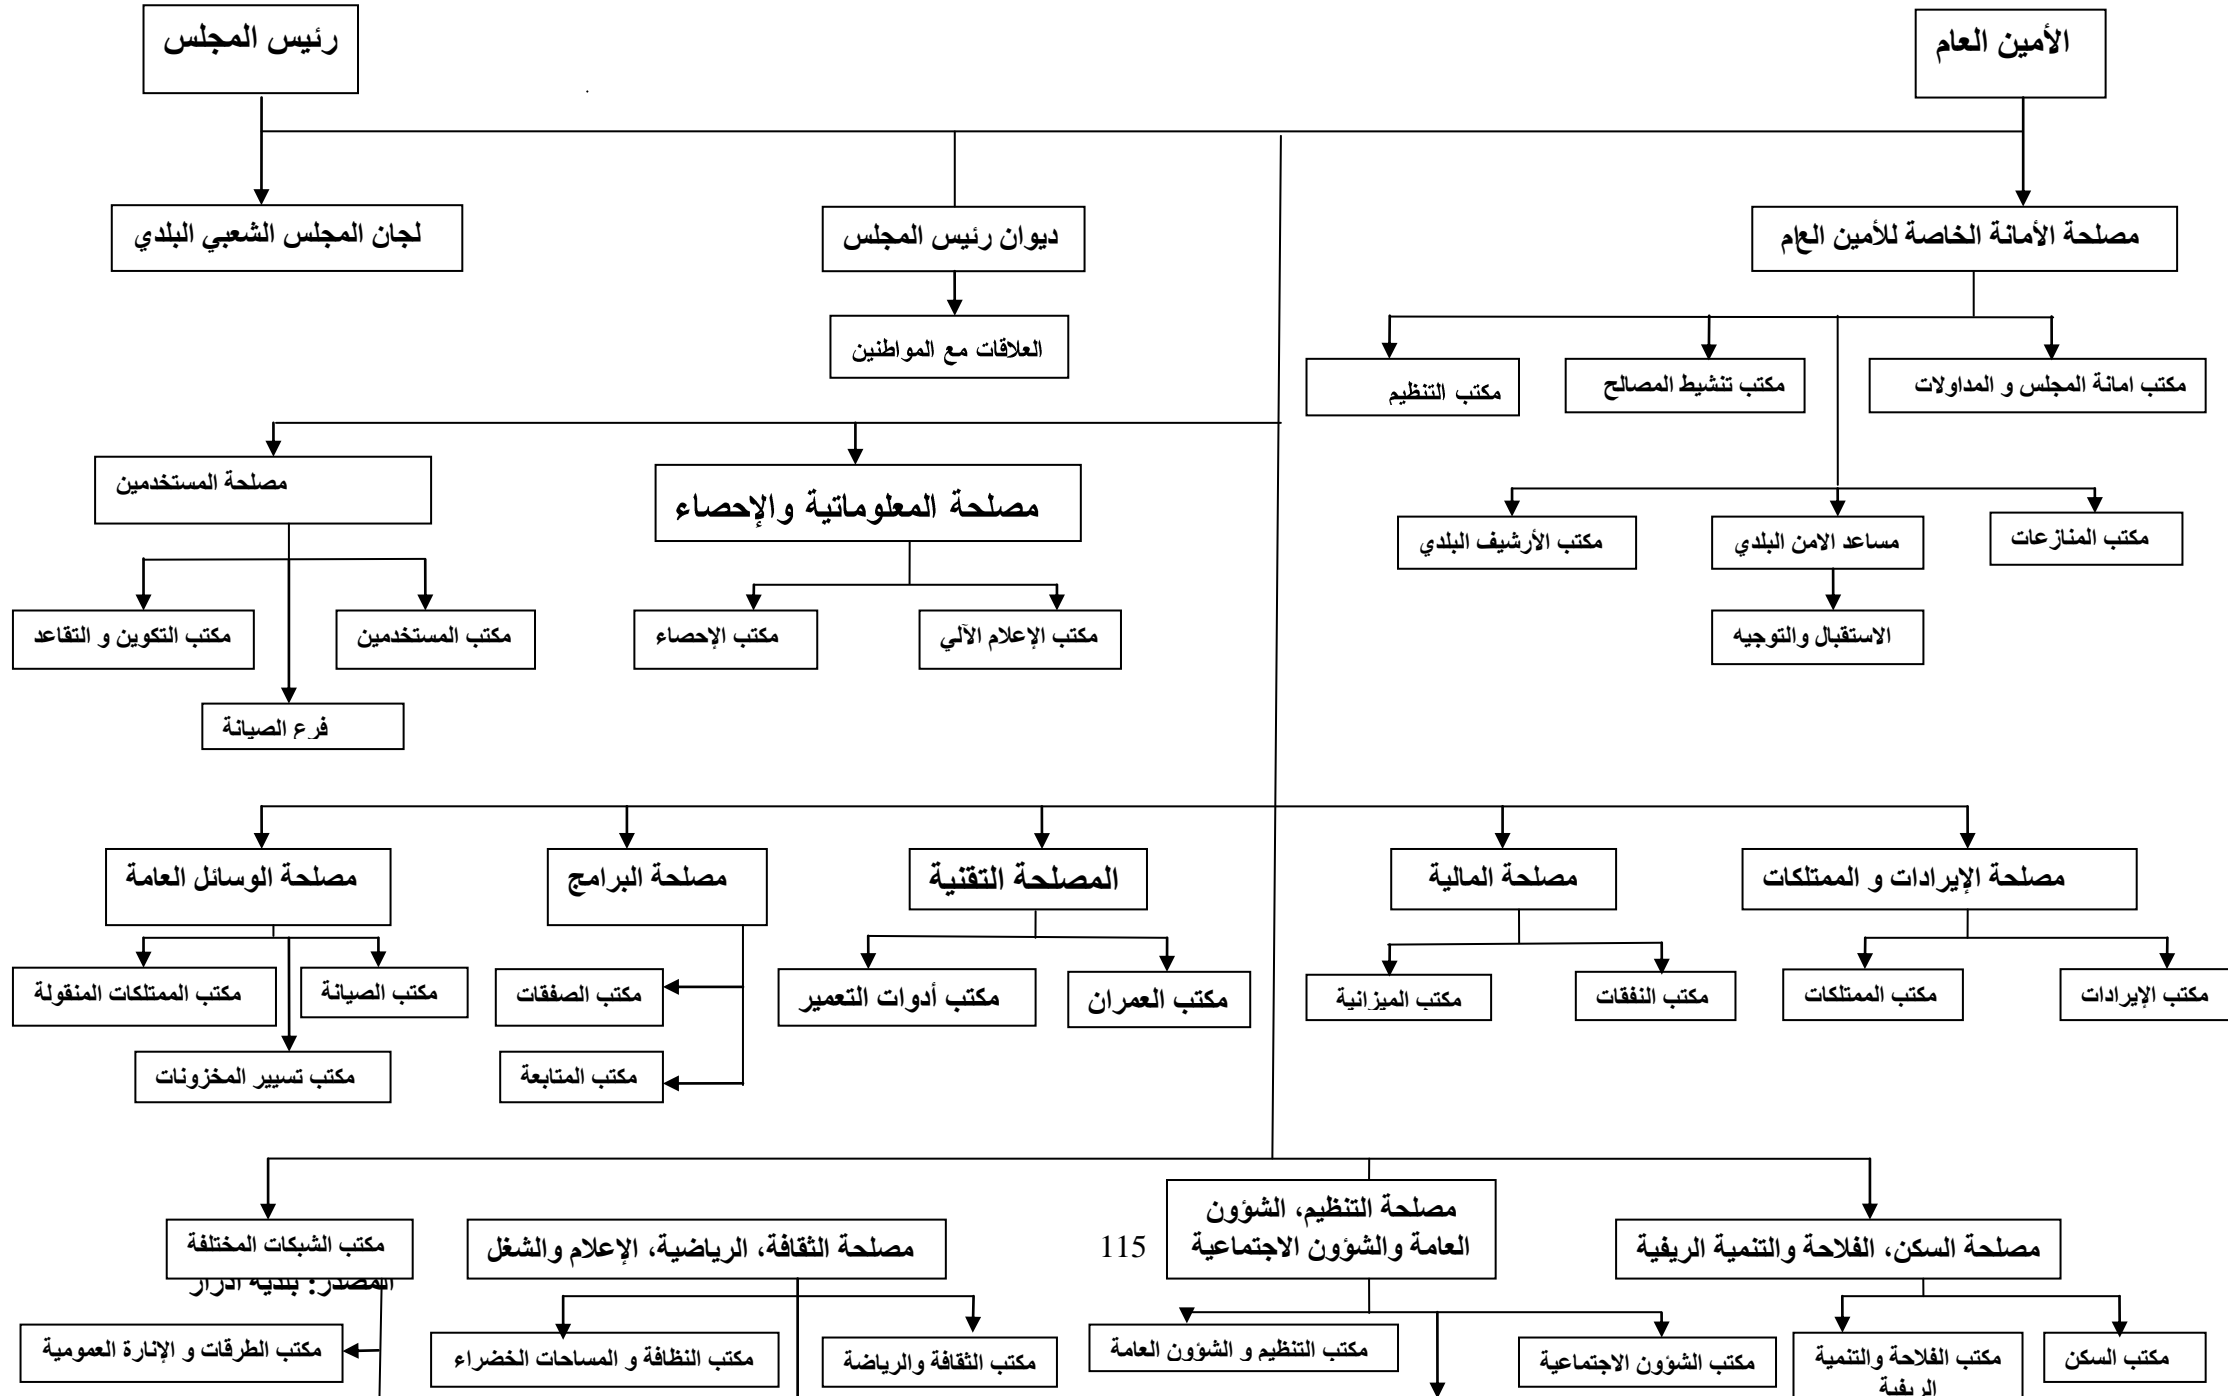 الأمين العام
رئيس المجلس
مصلحة الأمانة الخاصة للأمين العام
ديوان رئيس المجلس
لجان المجلس الشعبي البلدي
العلاقات مع المواطنين
مكتب امانة المجلس و المداولات
مكتب تنشيط المصالح
مكتب التنظيم
مصلحة المعلوماتية والإحصاء
مصلحة المستخدمين
مكتب المنازعات
مساعد الامن البلدي
مكتب الأرشيف البلدي
الاستقبال والتوجيه
مكتب الإعلام الآلي
مكتب الإحصاء
مكتب المستخدمين
مكتب التكوين و التقاعد
فرع الصيانة
مصلحة الإيرادات و الممتلكات
مصلحة المالية
المصلحة التقنية
مصلحة البرامج
مصلحة الوسائل العامة
مكتب الإيرادات
مكتب الممتلكات
مكتب النفقات
مكتب الميزانية
مكتب العمران
مكتب أدوات التعمير
مكتب الصفقات
مكتب الصيانة
مكتب الممتلكات المنقولة
مكتب المتابعة
مكتب تسيير المخزونات
مصلحة السكن، الفلاحة والتنمية الريفية
مصلحة التنظيم، الشؤون
العامة والشؤون الاجتماعية
115
مصلحة الثقافة، الرياضية، الإعلام والشغل
مكتب الشبكات المختلفة
المصدر: بلدية ادرار
مكتب السكن
مكتب الفلاحة والتنمية
الريفية
مكتب الشؤون الاجتماعية
مكتب التنظيم و الشؤون العامة
مكتب الثقافة والرياضة
مكتب النظافة و المساحات الخضراء
مكتب الطرقات و الإنارة العمومية